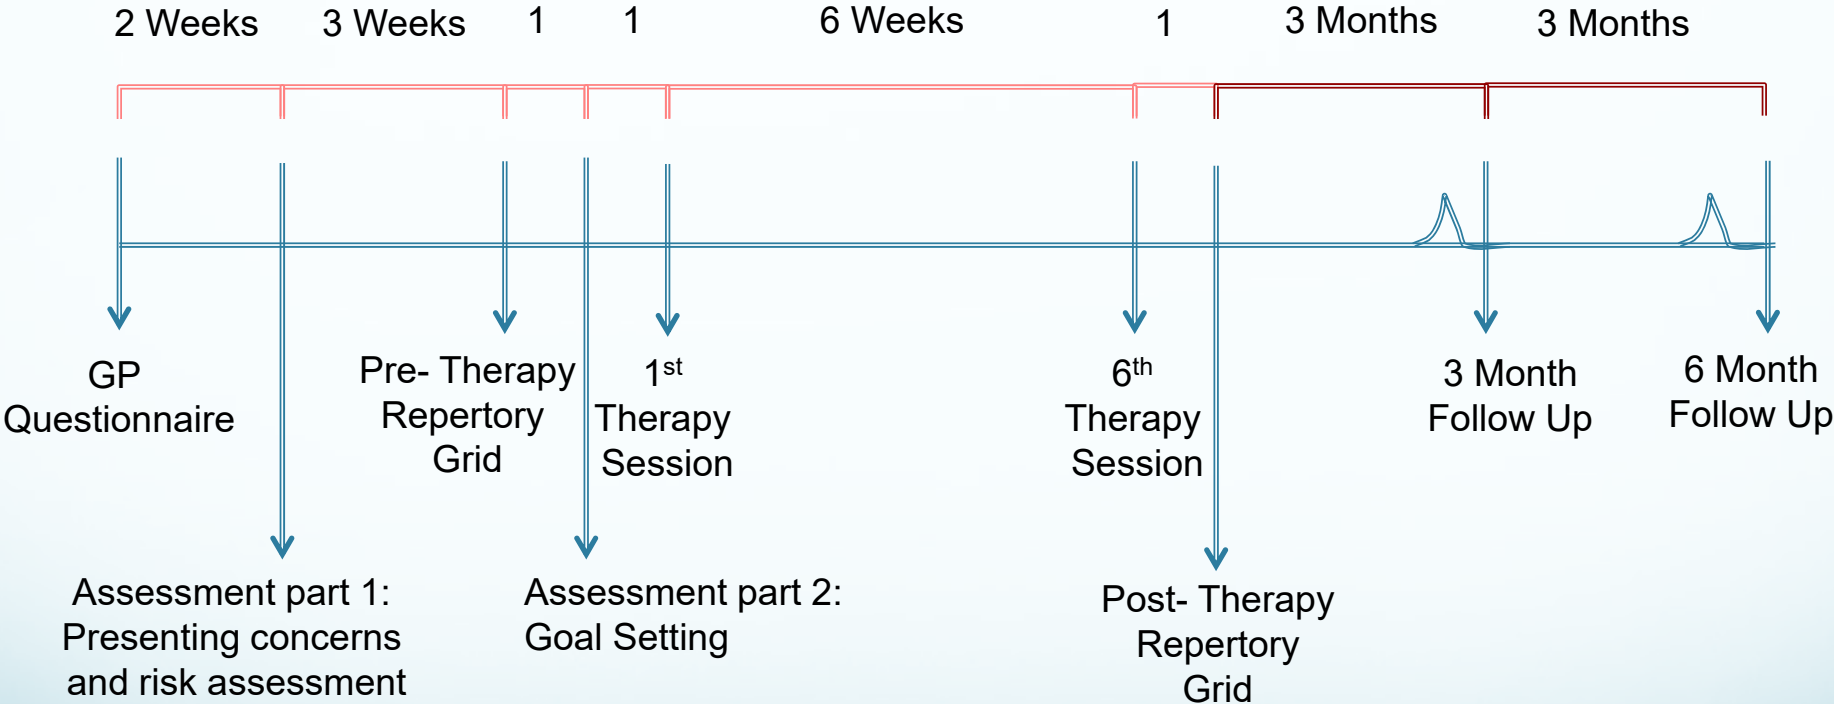 2 Weeks
3 Weeks
1
1
6 Weeks
1
3 Months
3 Months
GP
Questionnaire
Pre- Therapy
Repertory
Grid
1st
Therapy
Session
6th
Therapy
Session
3 Month
Follow Up
6 Month
Follow Up
Assessment part 1:
Presenting concerns
and risk assessment
Assessment part 2:
Goal Setting
Post- Therapy
Repertory
Grid